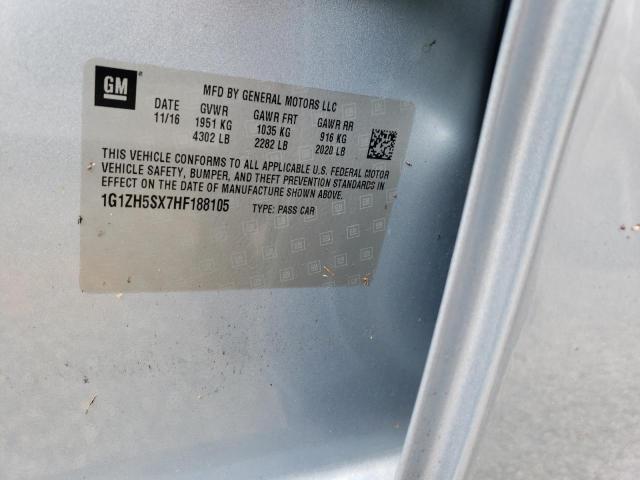 GM
MFD BY GENERAL MOTORS LLC
DATE GVWR GAWR FRT GAWR RR
11/16 1951 KG 1035 KG 916 KG
4302 LB 2282 LB 2020 LB
THIS VEHICLE CONFORMS TO ALL APPLICABLE U.S. FEDERAL MOTOR
VEHICLE SAFETY, BUMPER, AND THEFT PREVENTION STANDARDS IN
EFFECT ON THE DATE OF MANUFACTURE SHOWN ABOVE.
1G1ZH5SX7HF188105 TYPE: PASS CAR